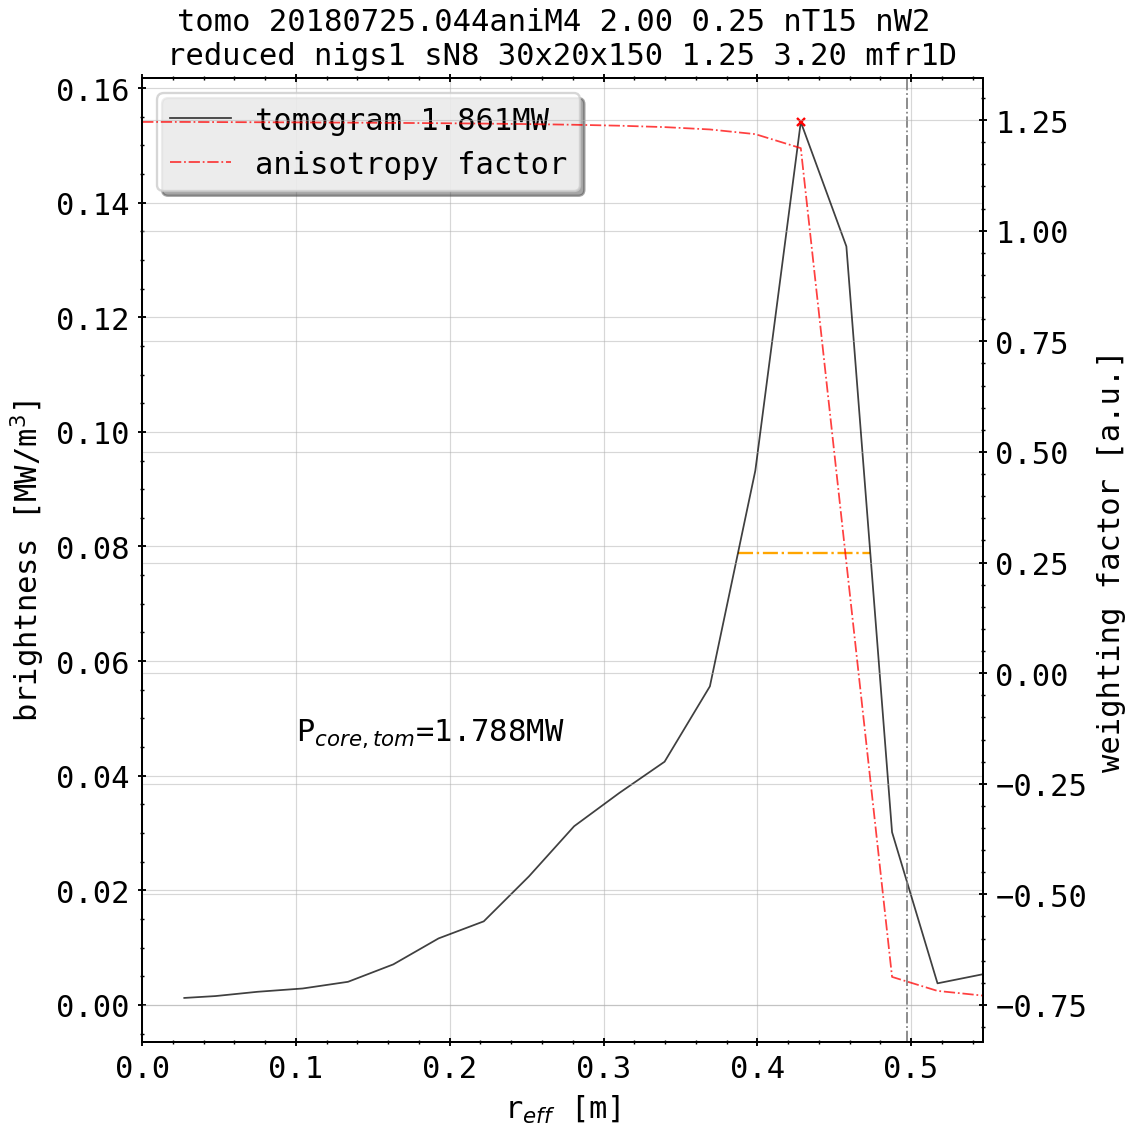 tomo 20180725.044aniM4 2.00 0.25 nT15 nW2
reduced nigs1 sN8 30x20x150 1.25 3.20 mfr1D
tomogram 1.861MW
anisotropy factor
0.16
0.14
0.12
0.10
0.08
0.06
0.04
0.02
0.00
brightness [MW/m³]
P_core,tom=1.788MW
1.25
1.00
0.75
0.50
0.25
0.00
−0.25
−0.50
−0.75
weighting factor [a.u.]
0.0 0.1 0.2 0.3 0.4 0.5
r_eff [m]